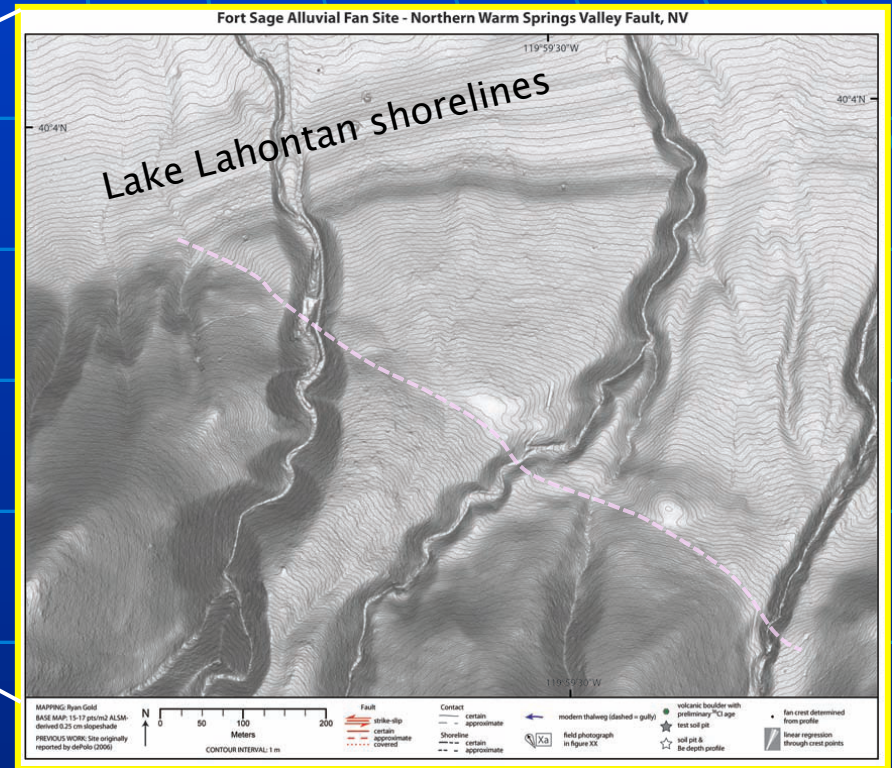 Fort Sage Alluvial Fan Site - Northern Warm Springs Valley Fault, NV
119°59'30"W
40°4'N
40°4'N
Lake Lahontan shorelines
119°59'30"W
MAPPING: Ryan Gold
BASE MAP: 15-17 pts/m2 ALSM-
derived 0.25 cm slopeshade
PREVIOUS WORK: Site originally
reported by dePolo (2006)
N
0 50 100 200
Meters
CONTOUR INTERVAL: 1 m
Fault
strike-slip
certain
approximate
covered
Contact
certain
approximate
Shoreline
certain
approximate
modern thalweg (dashed = gully)
Xa
field photograph
in figure XX
volcanic boulder with
preliminary ³⁶Cl age
test soil pit
soil pit &
Be depth profile
fan crest determined
from profile
linear regression
through crest points